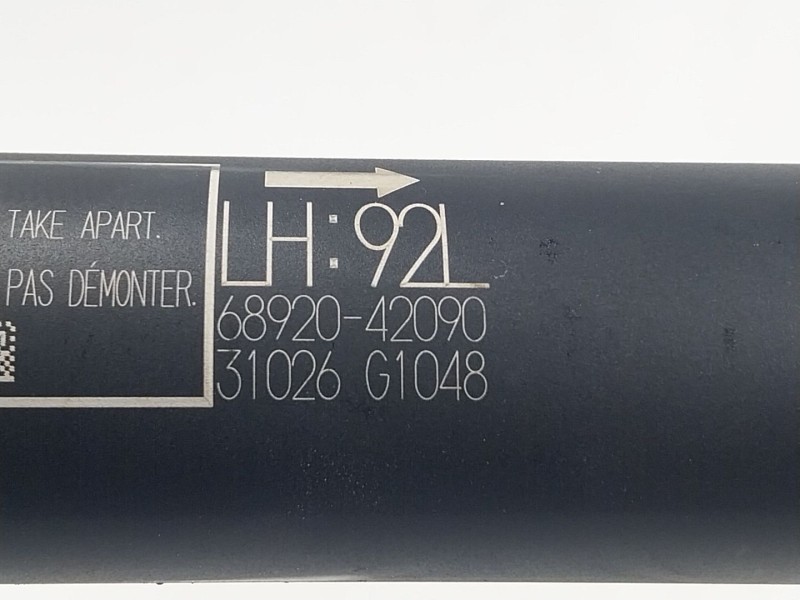 TAKE APART.
PAS DÉMONTER.
LH:92L
68920-42090
31026 G1048